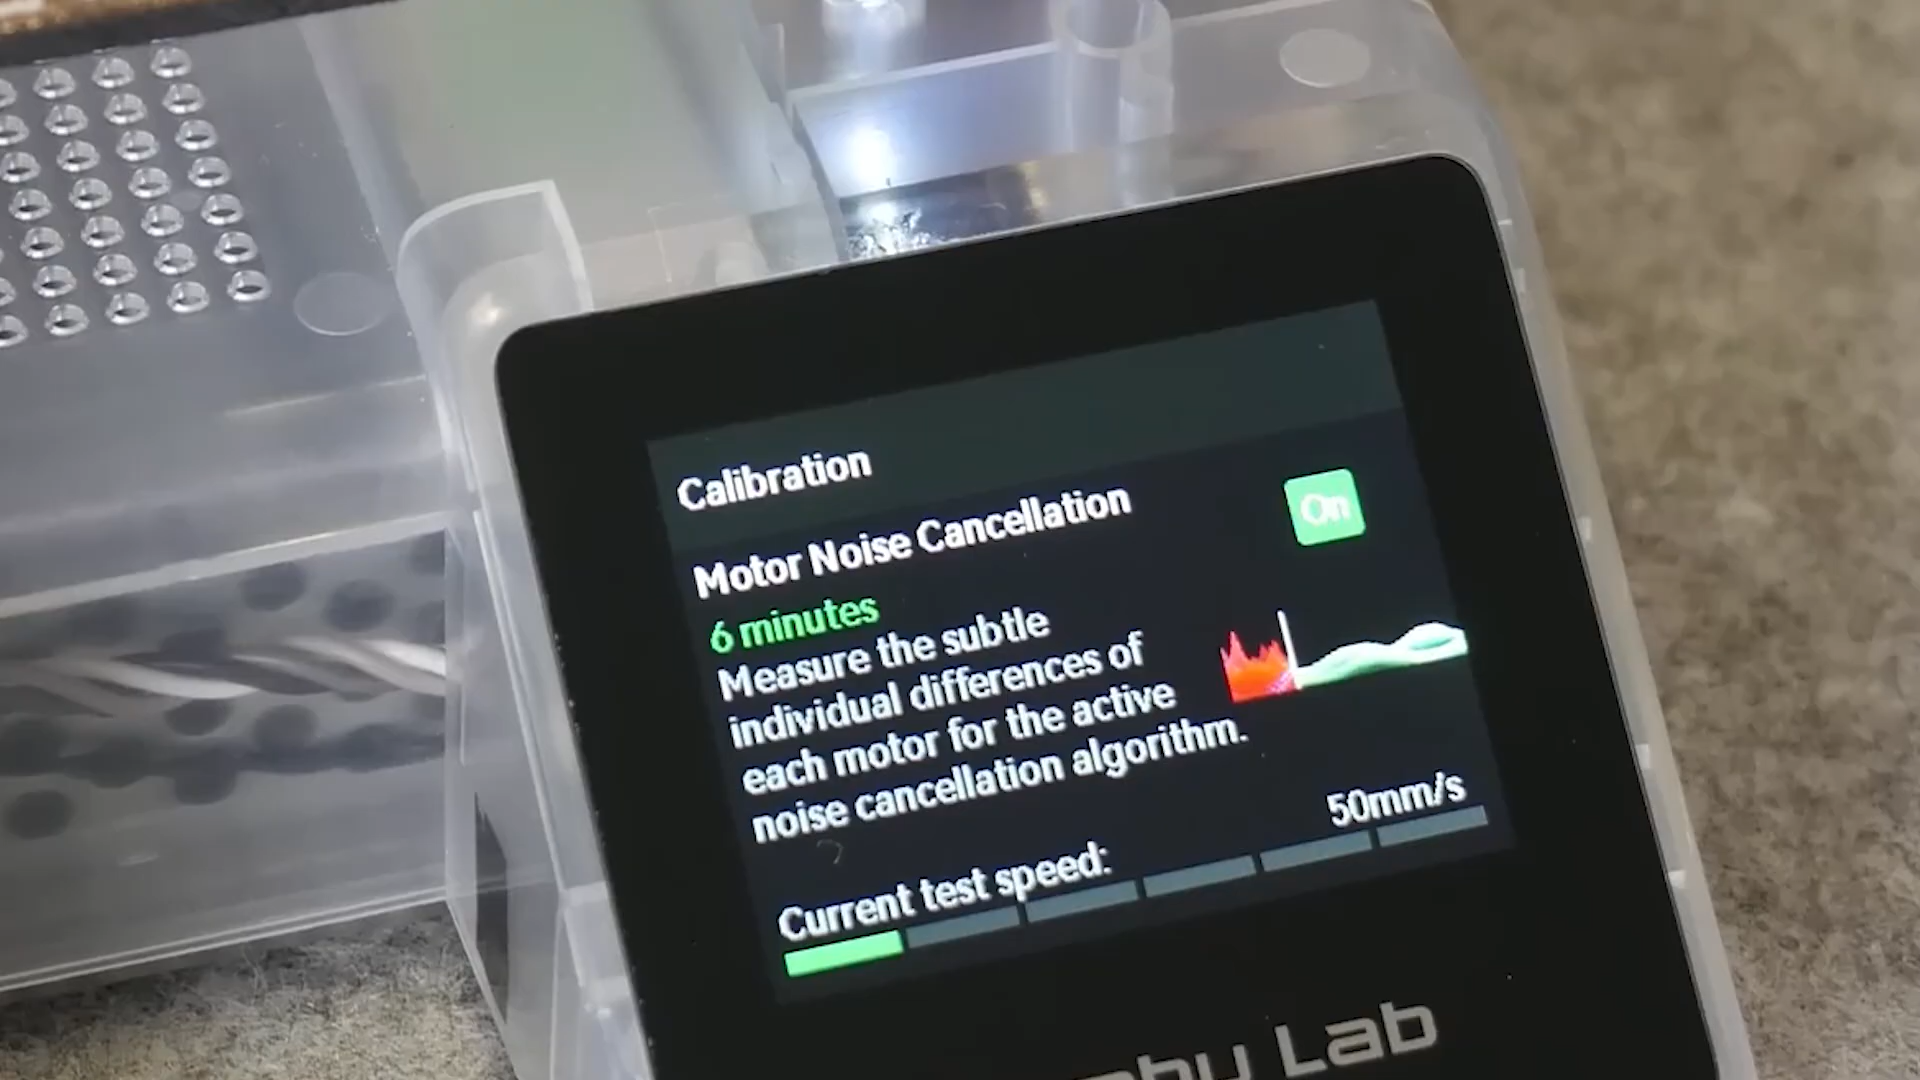 Calibration
Motor Noise Cancellation
On
6 minutes
Measure the subtle
individual differences of
each motor for the active
noise cancellation algorithm.
50mm/s
Current test speed:
Lab